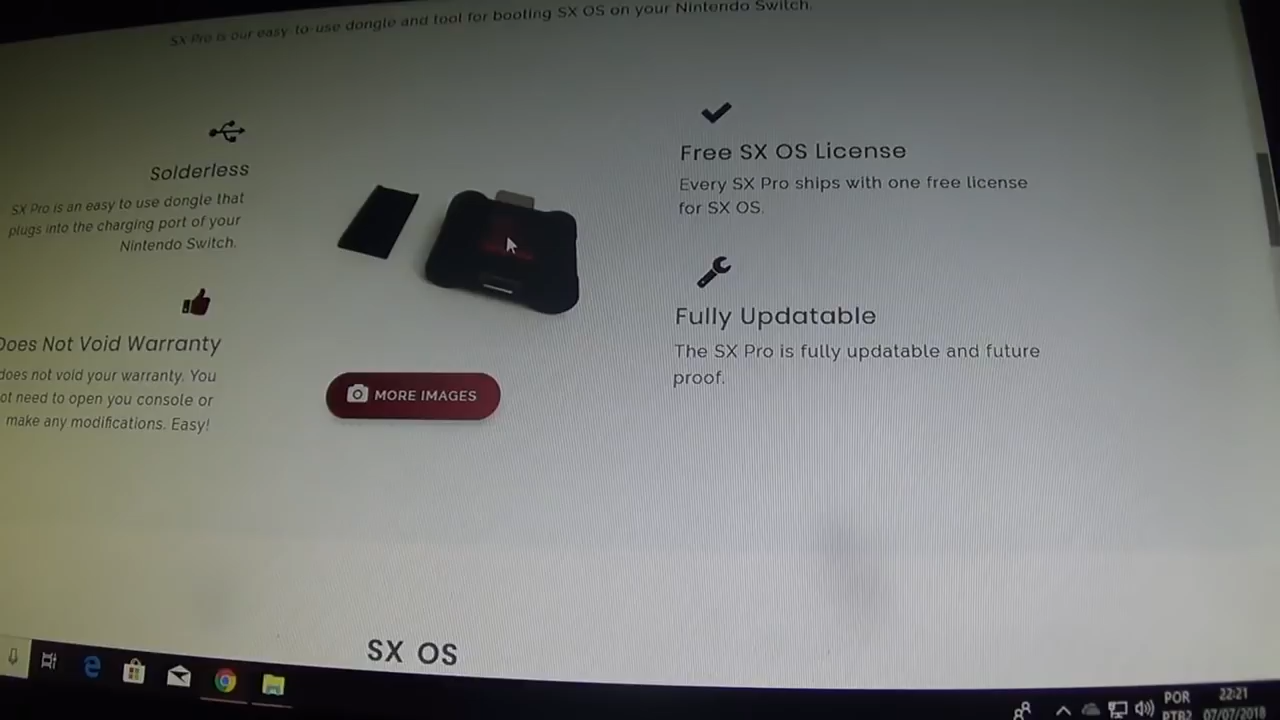 SX Pro is our easy-to-use dongle and tool for booting SX OS on your Nintendo Switch.
Solderless
SX Pro is an easy to use dongle that
plugs into the charging port of your
Nintendo Switch.
Does Not Void Warranty
does not void your warranty. You
ot need to open you console or
make any modifications. Easy!
MORE IMAGES
Free SX OS License
Every SX Pro ships with one free license
for SX OS.
Fully Updatable
The SX Pro is fully updatable and future
proof.
SX OS
POR
PTB2
22:21
07/07/2018